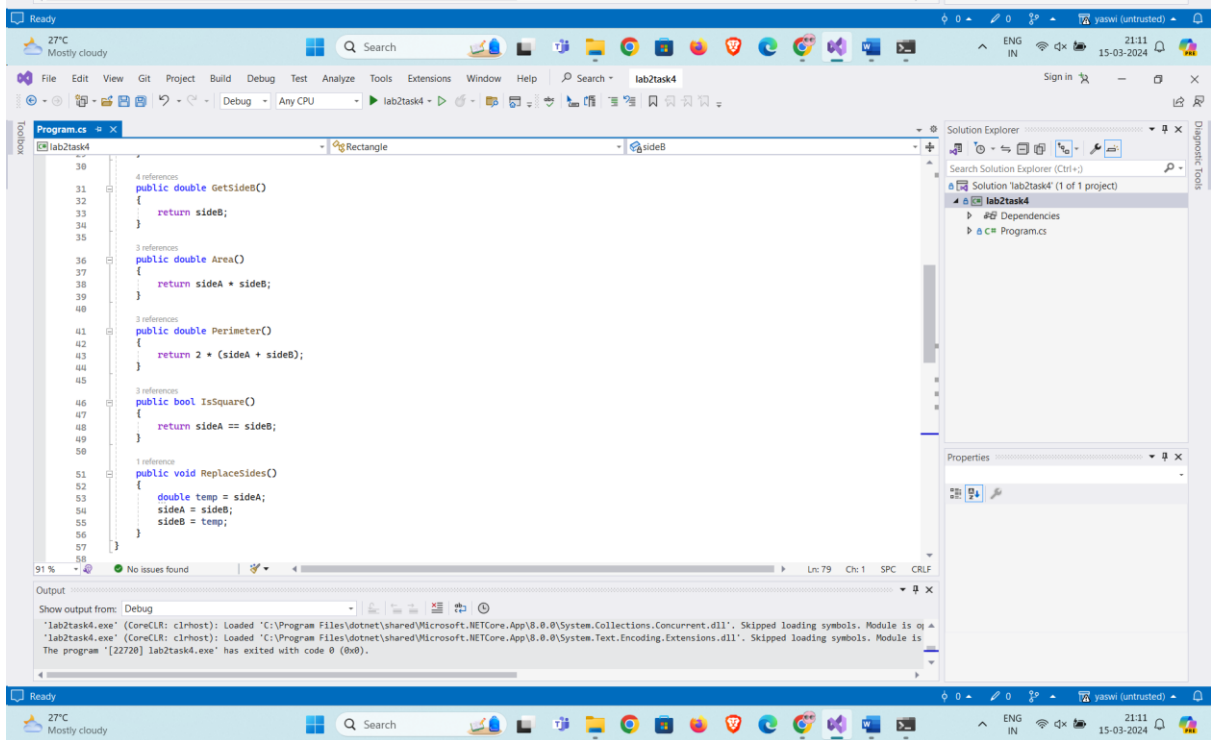 Ready
0
0
yaswi (untrusted)
27°C
Mostly cloudy
Search
ENG
IN
21:11
15-03-2024
File Edit View Git Project Build Debug Test Analyze Tools Extensions Window Help Search lab2task4
Sign in
Debug Any CPU lab2task4
Toolbox
Program.cs
lab2task4 Rectangle sideB
30
4 references
31 public double GetSideB()
32 {
33 return sideB;
34 }
35
3 references
36 public double Area()
37 {
38 return sideA * sideB;
39 }
40
3 references
41 public double Perimeter()
42 {
43 return 2 * (sideA + sideB);
44 }
45
3 references
46 public bool IsSquare()
47 {
48 return sideA == sideB;
49 }
50
1 reference
51 public void ReplaceSides()
52 {
53 double temp = sideA;
54 sideA = sideB;
55 sideB = temp;
56 }
57 }
58
91 % No issues found Ln: 79 Ch: 1 SPC CRLF
Solution Explorer
Search Solution Explorer (Ctrl+;)
Solution 'lab2task4' (1 of 1 project)
lab2task4
Dependencies
C# Program.cs
Properties
Diagnostic Tools
Output
Show output from: Debug
'lab2task4.exe' (CoreCLR: clrhost): Loaded 'C:\Program Files\dotnet\shared\Microsoft.NETCore.App\8.0.0\System.Collections.Concurrent.dll'. Skipped loading symbols. Module is
'lab2task4.exe' (CoreCLR: clrhost): Loaded 'C:\Program Files\dotnet\shared\Microsoft.NETCore.App\8.0.0\System.Text.Encoding.Extensions.dll'. Skipped loading symbols. Module is
The program '[22720] lab2task4.exe' has exited with code 0 (0x0).
Ready
0
0
yaswi (untrusted)
27°C
Mostly cloudy
Search
ENG
IN
21:11
15-03-2024